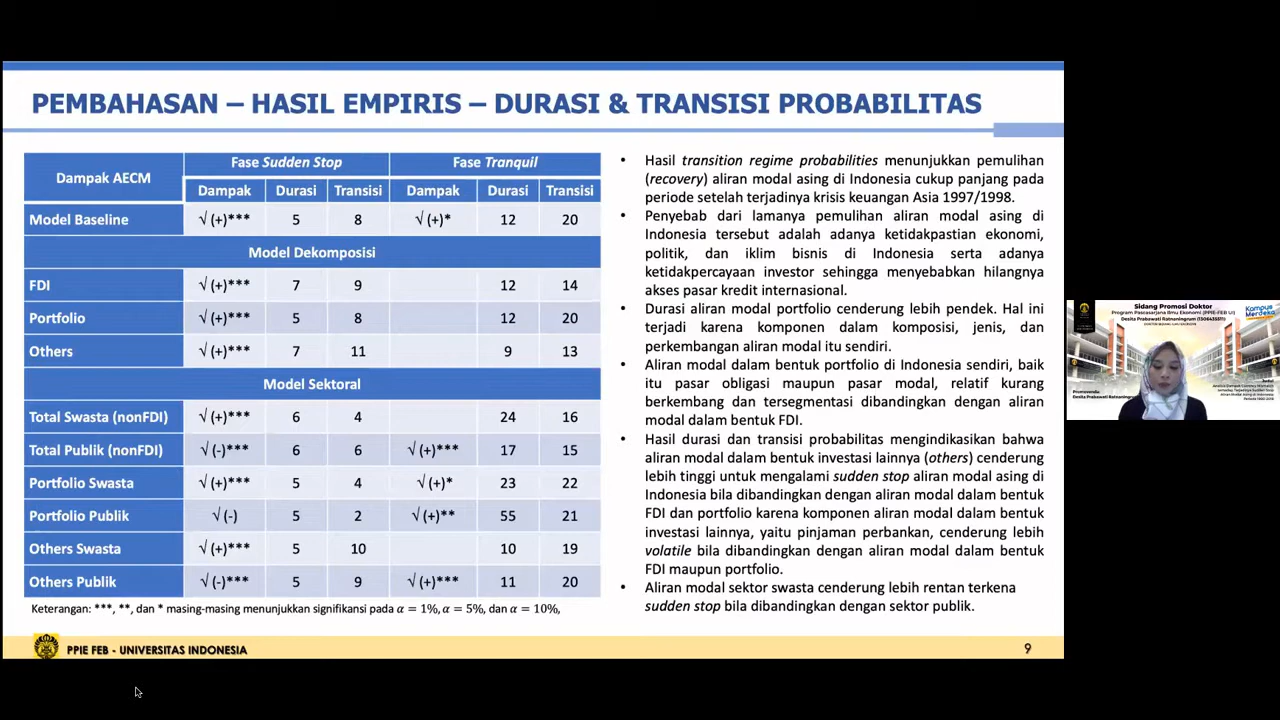 PEMBAHASAN – HASIL EMPIRIS – DURASI & TRANSISI PROBABILITAS
Dampak AECM Fase Sudden Stop Fase Tranquil
Dampak Durasi Transisi Dampak Durasi Transisi
Model Baseline √ (+)*** 5 8 √ (+)* 12 20
Model Dekomposisi
FDI √ (+)*** 7 9 12 14
Portfolio √ (+)*** 5 8 12 20
Others √ (+)*** 7 11 9 13
Model Sektoral
Total Swasta (nonFDI) √ (+)*** 6 4 24 16
Total Publik (nonFDI) √ (-)*** 6 6 √ (+)*** 17 15
Portfolio Swasta √ (+)*** 5 4 √ (+)* 23 22
Portfolio Publik √ (-) 5 2 √ (+)** 55 21
Others Swasta √ (+)*** 5 10 10 19
Others Publik √ (-)*** 5 9 √ (+)*** 11 20
Keterangan: ***, **, dan * masing-masing menunjukkan signifikansi pada α = 1%, α = 5%, dan α = 10%,
• Hasil transition regime probabilities menunjukkan pemulihan
(recovery) aliran modal asing di Indonesia cukup panjang pada
periode setelah terjadinya krisis keuangan Asia 1997/1998.
• Penyebab dari lamanya pemulihan aliran modal asing di
Indonesia tersebut adalah adanya ketidakpastian ekonomi,
politik, dan iklim bisnis di Indonesia serta adanya
ketidakpercayaan investor sehingga menyebabkan hilangnya
akses pasar kredit internasional.
• Durasi aliran modal portfolio cenderung lebih pendek. Hal ini
terjadi karena komponen dalam komposisi, jenis, dan
perkembangan aliran modal itu sendiri.
• Aliran modal dalam bentuk portfolio di Indonesia sendiri, baik
itu pasar obligasi maupun pasar modal, relatif kurang
berkembang dan tersegmentasi dibandingkan dengan aliran
modal dalam bentuk FDI.
• Hasil durasi dan transisi probabilitas mengindikasikan bahwa
aliran modal dalam bentuk investasi lainnya (others) cenderung
lebih tinggi untuk mengalami sudden stop aliran modal asing di
Indonesia bila dibandingkan dengan aliran modal dalam bentuk
FDI dan portfolio karena komponen aliran modal dalam bentuk
investasi lainnya, yaitu pinjaman perbankan, cenderung lebih
volatile bila dibandingkan dengan aliran modal dalam bentuk
FDI maupun portfolio.
• Aliran modal sektor swasta cenderung lebih rentan terkena
sudden stop bila dibandingkan dengan sektor publik.
PPIE FEB - UNIVERSITAS INDONESIA
9
Sidang Promosi Doktor
Program Pascasarjana Ilmu Ekonomi (PPIE-FEB UI)
Desita Prabawati Ratnaningrum
Kampus
Merdeka
Promovenda:
Desita Prabawati Ratnaningrum